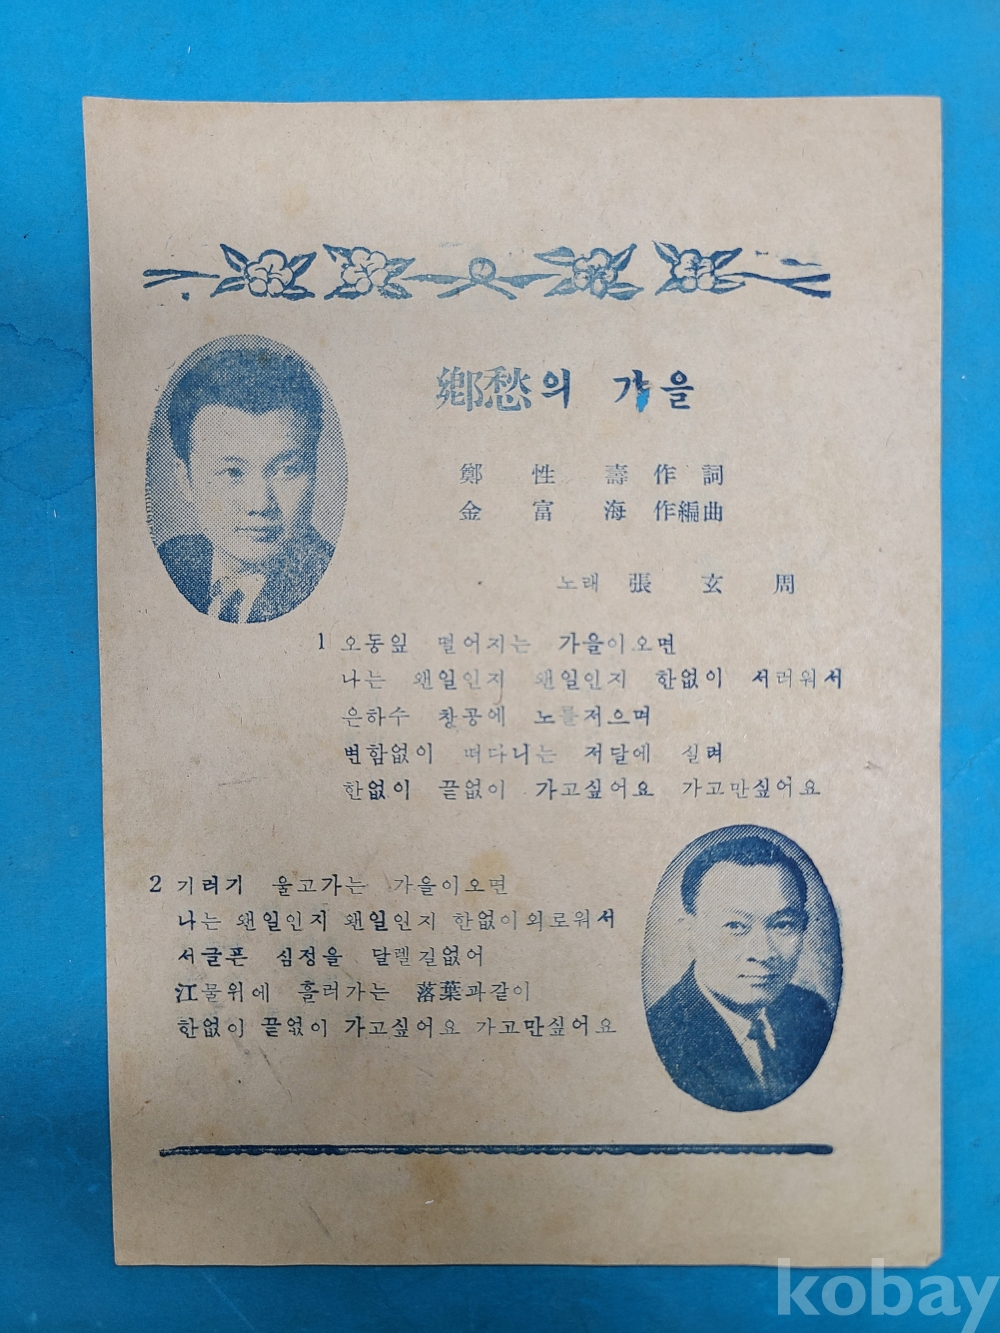 鄕愁의 가을
鄭性壽作詞
金富海作編曲
노래 張玄周
1 오동잎 떨어지는 가을이오면
나는 왠일인지 왠일인지 한없이 서러워서
은하수 창공에 노를저으며
변함없이 떠다니는 저달에 실려
한없이 끝없이 가고싶어요 가고만싶어요
2 기러기 울고가는 가을이오면
나는 왠일인지 왠일인지 한없이외로워서
서글픈 심정을 달렐길없어
江물위에 흘러가는 落葉과같이
한없이 끝없이 가고싶어요 가고만싶어요
kobay